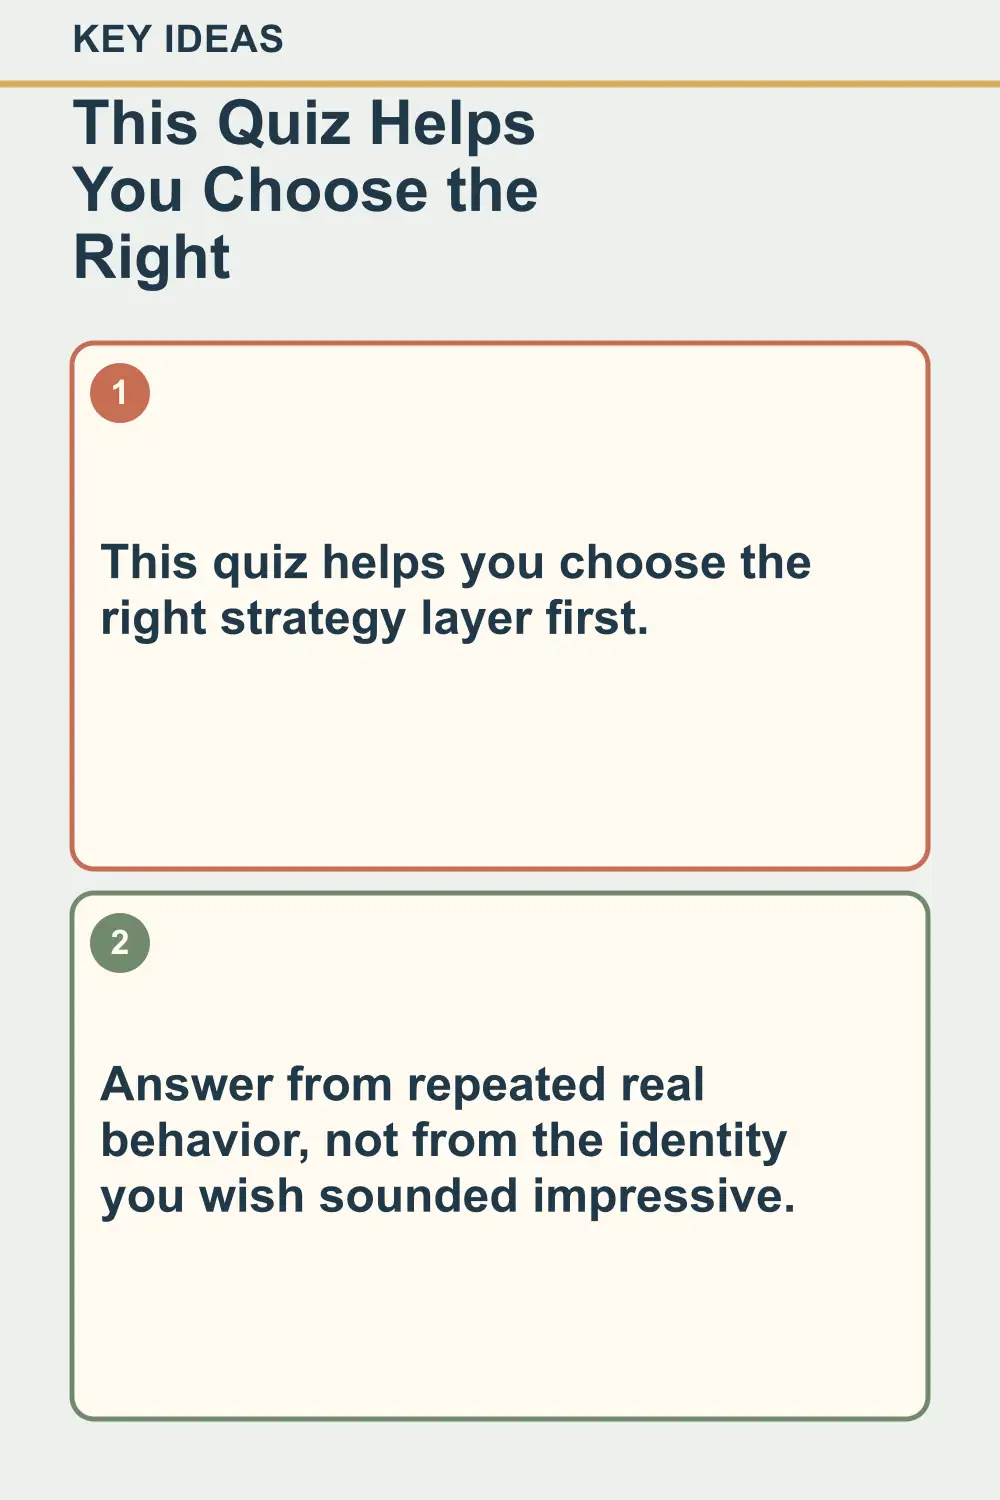 KEY IDEAS
This Quiz Helps
You Choose the
Right
1
This quiz helps you choose the
right strategy layer first.
2
Answer from repeated real
behavior, not from the identity
you wish sounded impressive.